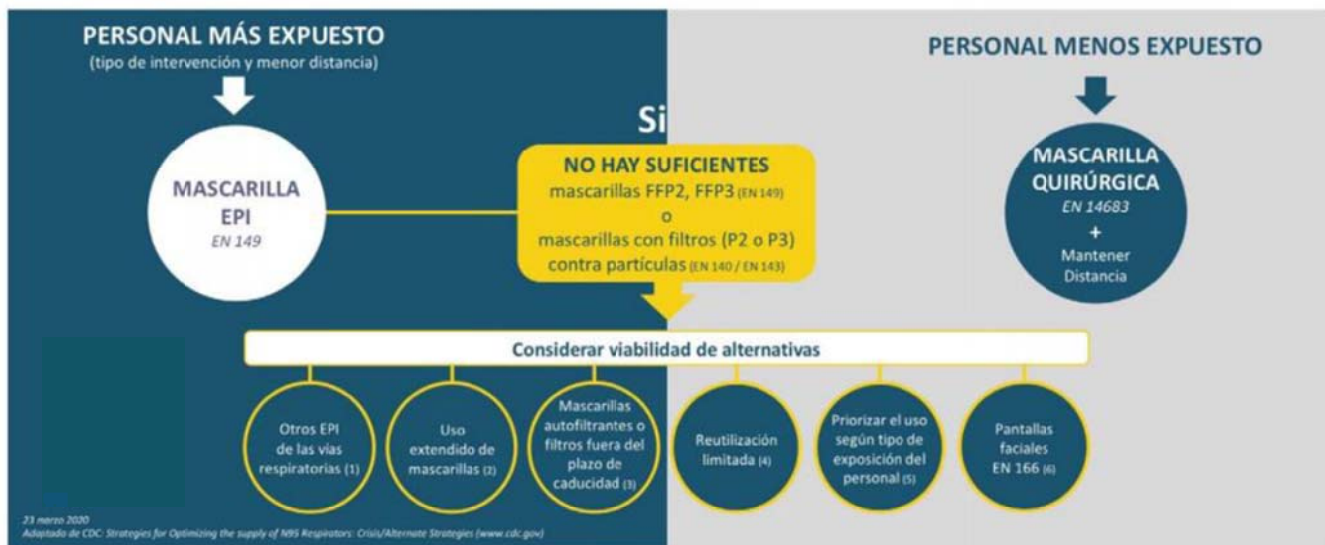 PERSONAL MÁS EXPUESTO
(tipo de intervención y menor distancia)
MASCARILLA
EPI
EN 149
Si
NO HAY SUFICIENTES
mascarillas FFP2, FFP3 (EN 149)
o
mascarillas con filtros (P2 o P3)
contra partículas (EN 140 / EN 143)
PERSONAL MENOS EXPUESTO
MASCARILLA
QUIRÚRGICA
EN 14683
+
Mantener
Distancia
Considerar viabilidad de alternativas
Otros EPI
de las vías
respiratorias (1)
Uso
extendido de
mascarillas (2)
Mascarillas
autofiltrantes o
filtros fuera del
plazo de
caducidad (3)
Reutilización
limitada (4)
Priorizar el uso
según tipo de
exposición del
personal (5)
Pantallas
faciales
EN 166 (6)
23 marzo 2020
Adaptado de CDC: Strategies for Optimizing the supply of N95 Respirators: Crisis/Alternate Strategies (www.cdc.gov)